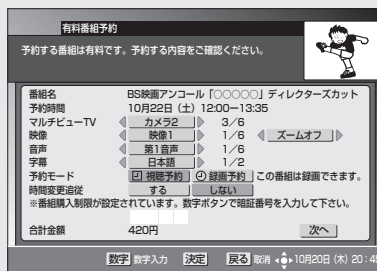 有料番組予約
予約する番組は有料です。予約する内容をご確認ください。
番組名 BS映画アンコール「○○○○○」ディレクターズカット
予約時間 10月22日（土）12:00ー13:35
マルチビューTV カメラ2 3／6
映像 映像1 1／6 ズームオフ
音声 第1音声 1／6
字幕 日本語 1／2
予約モード 視聴予約 録画予約 この番組は録画できます。
時間変更追従 する しない
※番組購入制限が設定されています。数字ボタンで暗証番号を入力して下さい。
合計金額 420円 次へ
数字 数字入力 決定 戻る 取消 10月20日（木）20：45